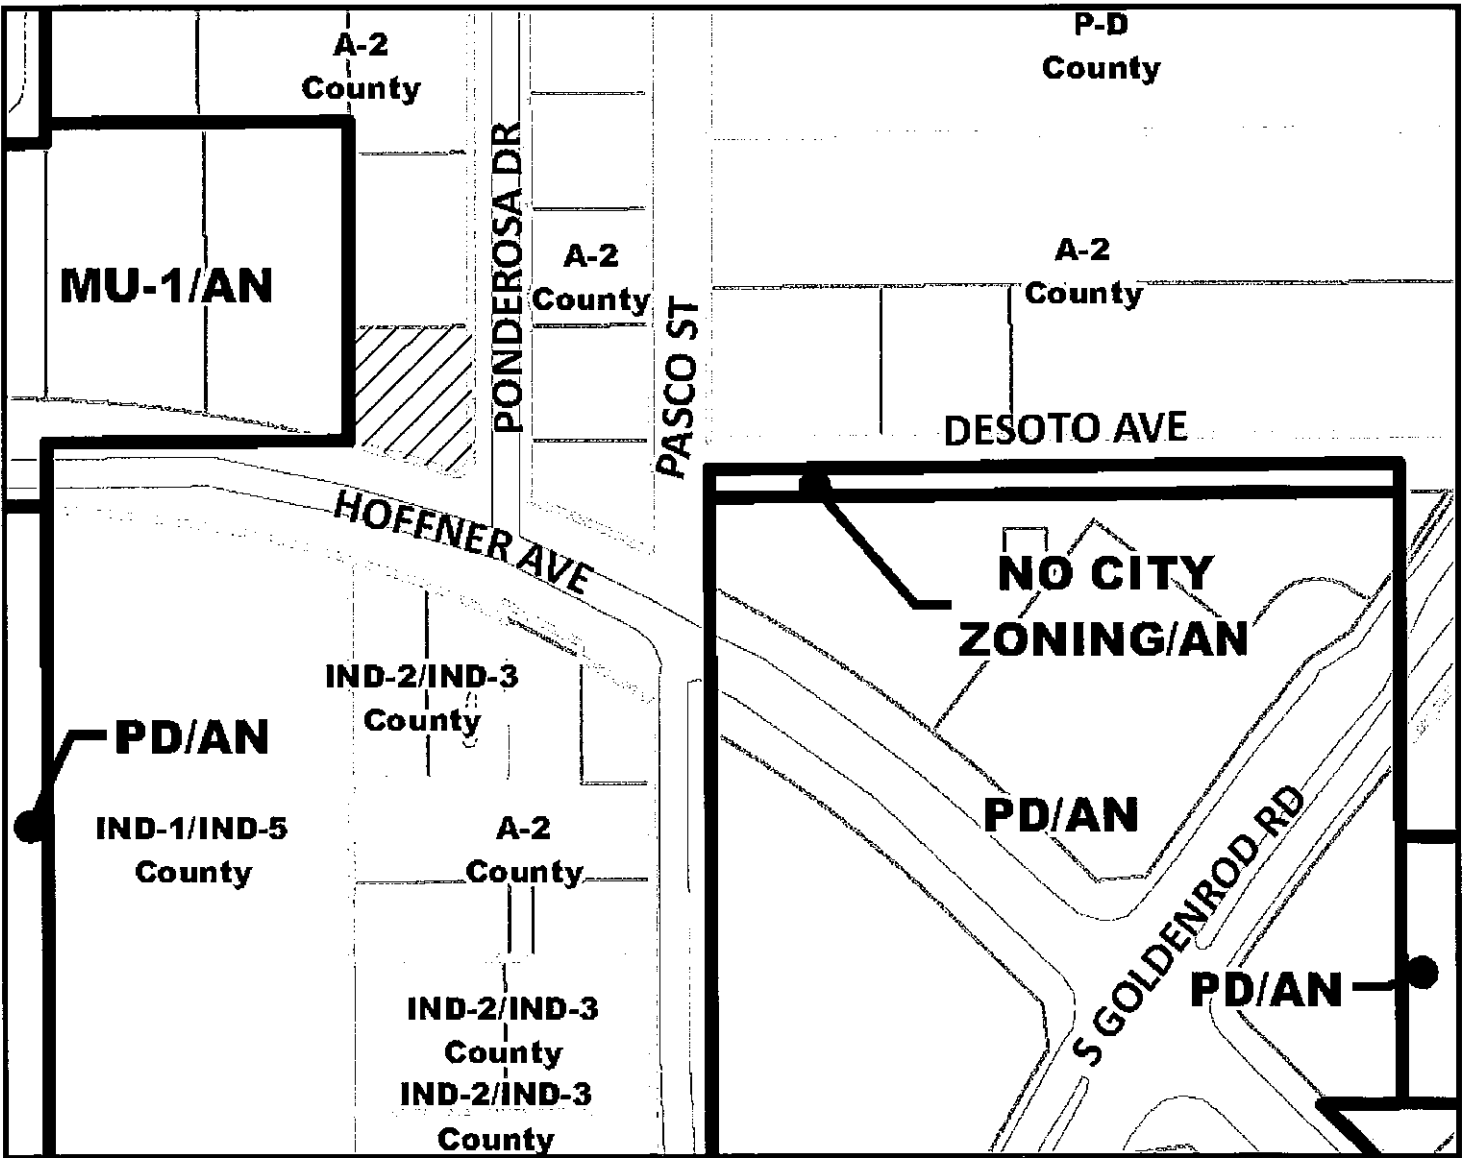 A-2
County
P-D
County
MU-1/AN
PONDEROSA DR
A-2
County
PASCO ST
A-2
County
DESOTO AVE
HOFFNER AVE
NO CITY
ZONING/AN
IND-2/IND-3
County
PD/AN
IND-1/IND-5
County
A-2
County
PD/AN
S GOLDENROD RD
PD/AN
IND-2/IND-3
County
IND-2/IND-3
County